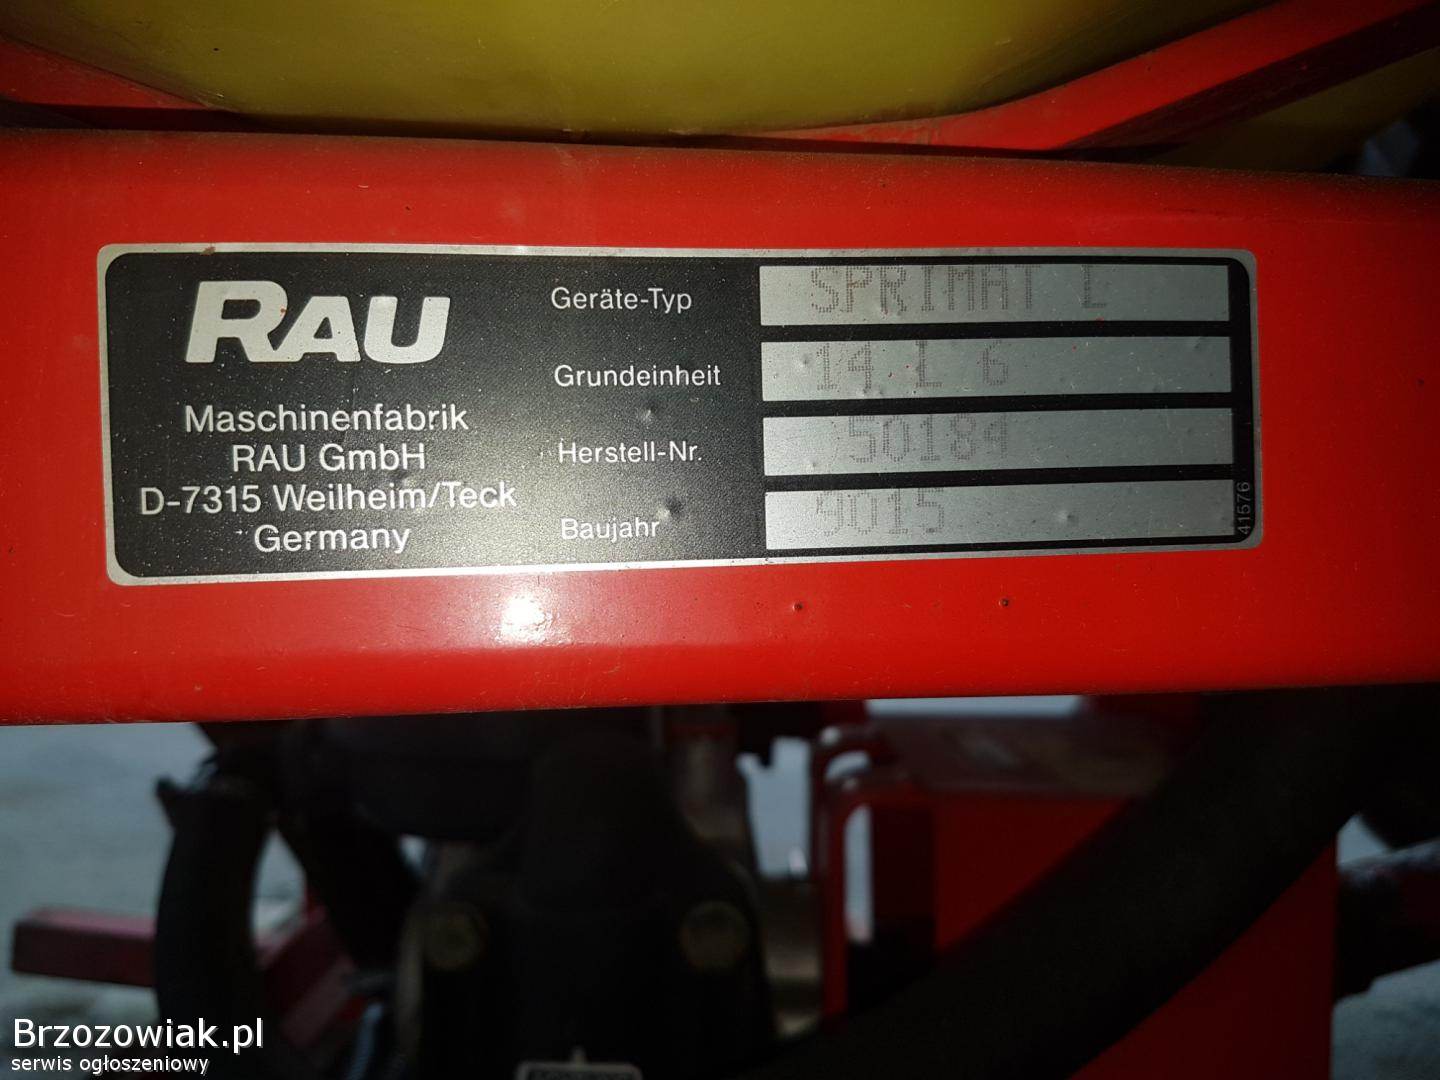 RAU
Maschinenfabrik
RAU GmbH
D-7315 Weilheim/Teck
Germany
Geräte-Typ SPRIMAT L
Grundeinheit 14 L 6
Herstell-Nr. 50184
Baujahr 9015
41576
Brzozowiak.pl
serwis ogłoszeniowy